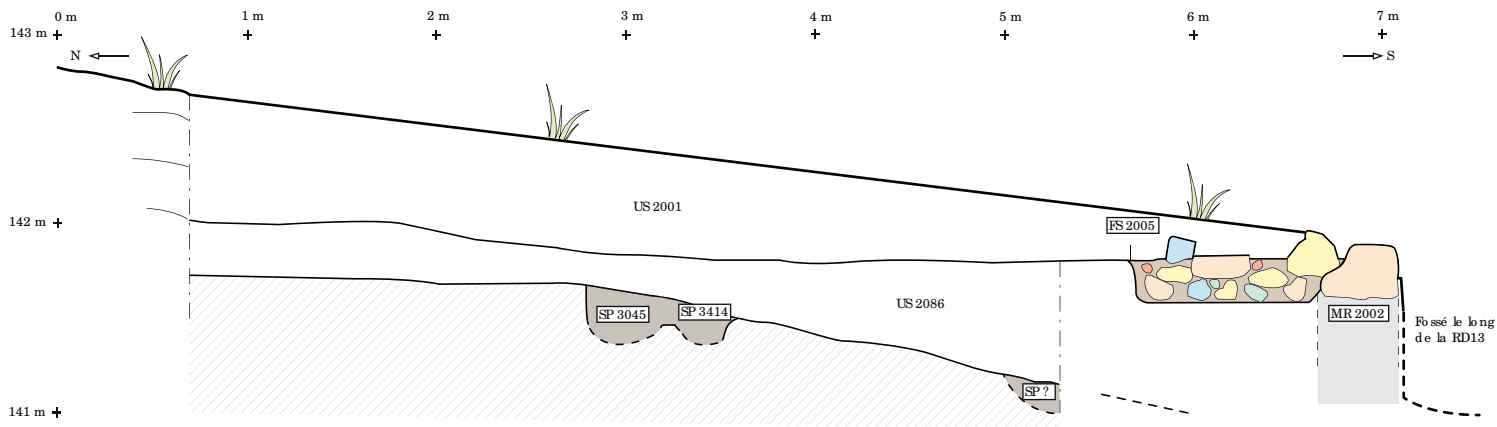 0 m 1 m 2 m 3 m 4 m 5 m 6 m 7 m
143 m
N S
142 m
US 2001
FS 2005
US 2086
SP 3045 SP 3414
MR 2002
Fossé le long
de la RD13
SP ?
141 m